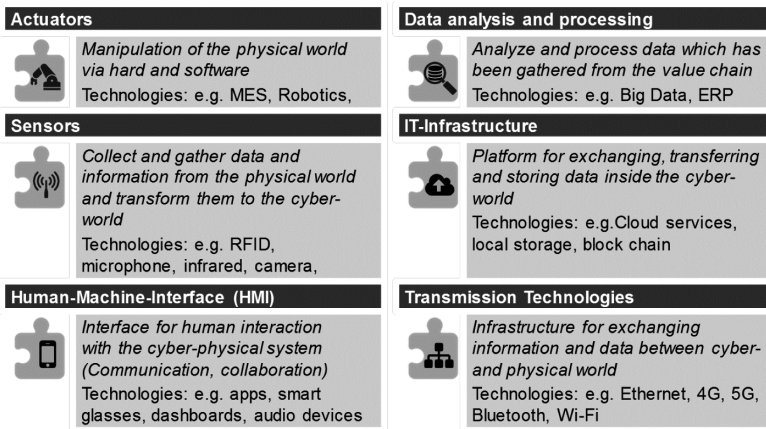 Actuators
Manipulation of the physical world
via hard and software
Technologies: e.g. MES, Robotics,
Sensors
Collect and gather data and
information from the physical world
and transform them to the cyber-
world
Technologies: e.g. RFID,
microphone, infrared, camera,
Human-Machine-Interface (HMI)
Interface for human interaction
with the cyber-physical system
(Communication, collaboration)
Technologies: e.g. apps, smart
glasses, dashboards, audio devices
Data analysis and processing
Analyze and process data which has
been gathered from the value chain
Technologies: e.g. Big Data, ERP
IT-Infrastructure
Platform for exchanging, transferring
and storing data inside the cyber-
world
Technologies: e.g.Cloud services,
local storage, block chain
Transmission Technologies
Infrastructure for exchanging
information and data between cyber-
and physical world
Technologies: e.g. Ethernet, 4G, 5G,
Bluetooth, Wi-Fi